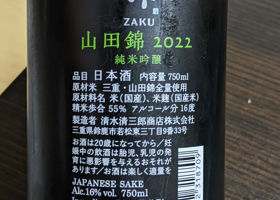 ZAKU
山田錦 2022
純米吟醸
品目 日本酒 内容量 750ml
原材米 三重・山田錦全量使用
原材料名 米(国産)、米麹(国産米)
精米歩合 55% アルコール分 16度
製造者 清水清三郎商店株式会社
三重県鈴鹿市若松東三丁目9番33号
お酒は20歳になってから/妊
娠中の飲酒は胎児、乳児の発
育に悪影響を与えるおそれが
あります/お酒は楽しく適量を
JAPANESE SAKE
Alc.16% vol. 750ml